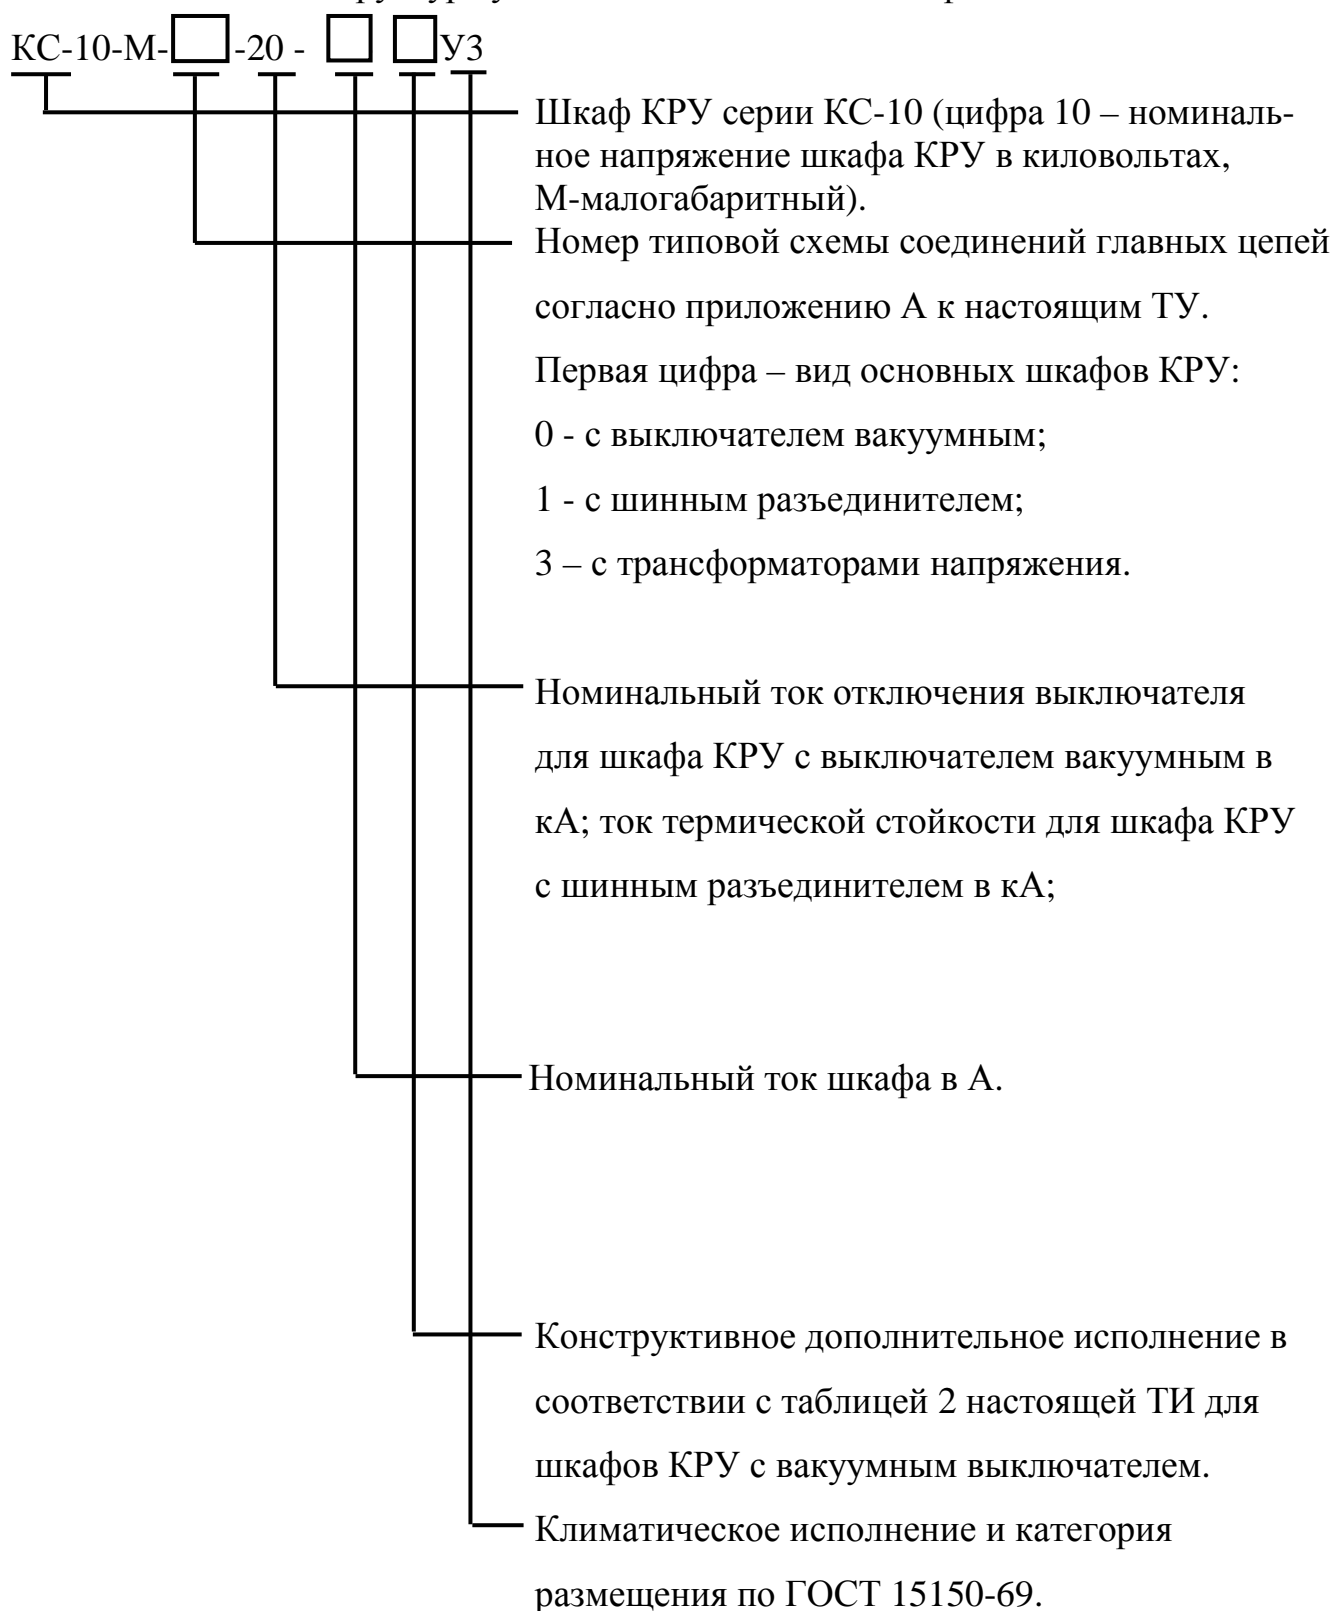 КС-10-М- -20 - У3
Шкаф КРУ серии КС-10 (цифра 10 – номиналь-
ное напряжение шкафа КРУ в киловольтах,
М-малогабаритный).
Номер типовой схемы соединений главных цепей
согласно приложению А к настоящим ТУ.
Первая цифра – вид основных шкафов КРУ:
0 - с выключателем вакуумным;
1 - с шинным разъединителем;
3 – с трансформаторами напряжения.
Номинальный ток отключения выключателя
для шкафа КРУ с выключателем вакуумным в
кА; ток термической стойкости для шкафа КРУ
с шинным разъединителем в кА;
Номинальный ток шкафа в А.
Конструктивное дополнительное исполнение в
соответствии с таблицей 2 настоящей ТИ для
шкафов КРУ с вакуумным выключателем.
Климатическое исполнение и категория
размещения по ГОСТ 15150-69.